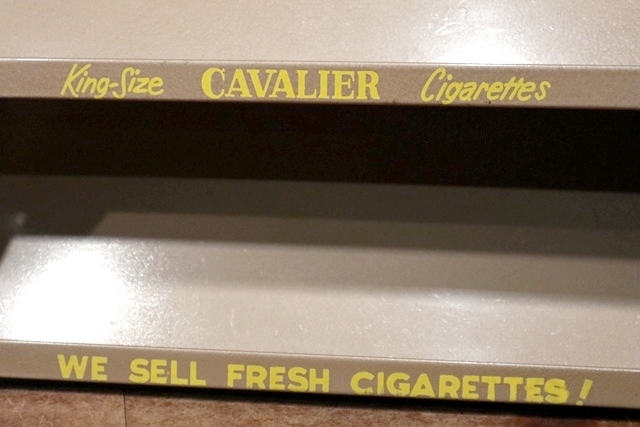 King-Size CAVALIER Cigarettes
WE SELL FRESH CIGARETTES!